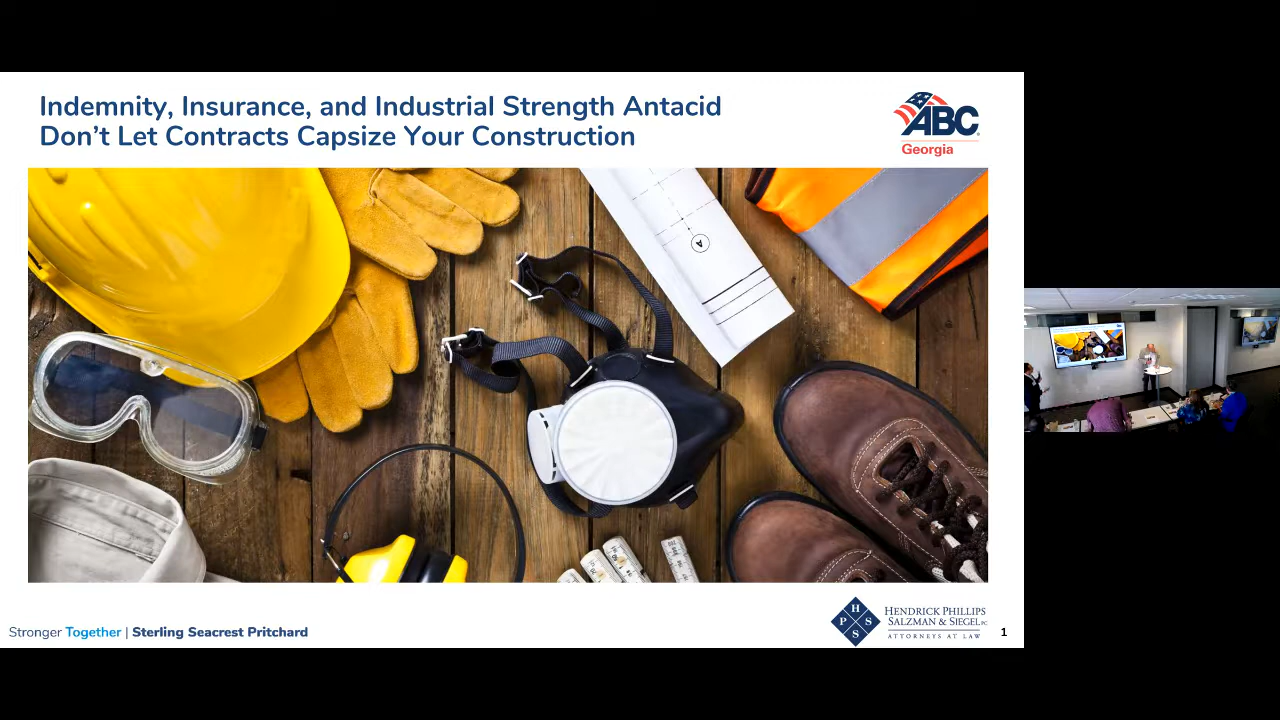 Indemnity, Insurance, and Industrial Strength Antacid
Don't Let Contracts Capsize Your Construction
ABC
Georgia
A
Stronger Together | Sterling Seacrest Pritchard
H
P S
S
HENDRICK PHILLIPS
SALZMAN & SIEGEL PC
ATTORNEYS AT LAW
1